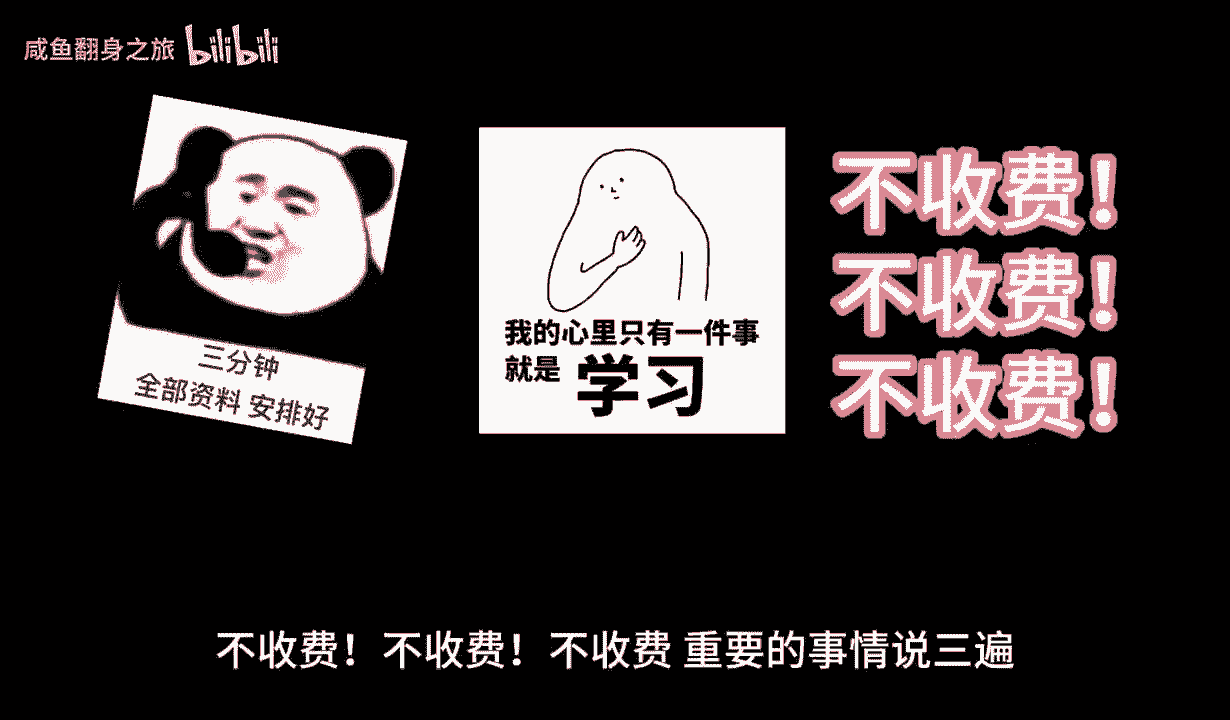 咸鱼翻身之旅 bilibili
三分钟
全部资料 安排好
我的心里只有一件事
就是 学习
不收费！
不收费！
不收费！
不收费！不收费！不收费 重要的事情说三遍